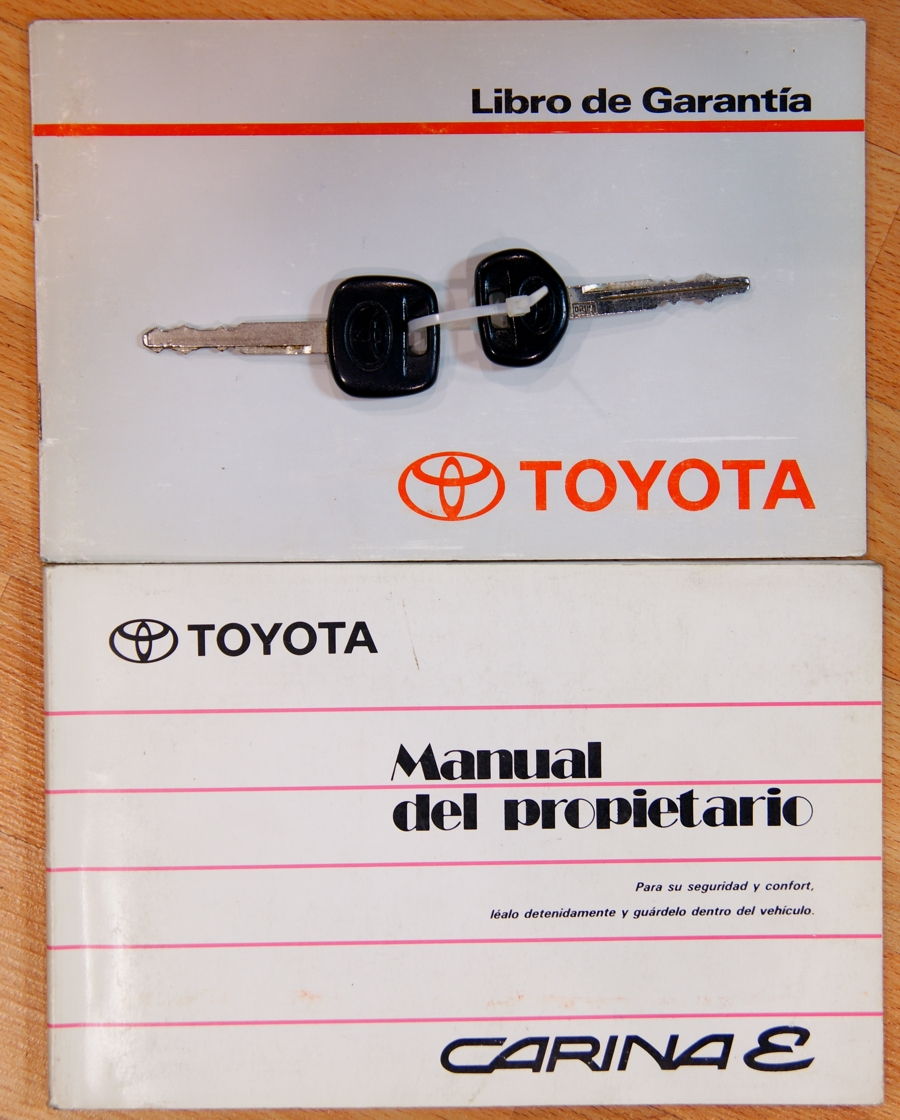 Libro de Garantía
TOYOTA
TOYOTA
Manual
del propietario
Para su seguridad y confort,
léalo detenidamente y guárdelo dentro del vehículo.
CARINA E